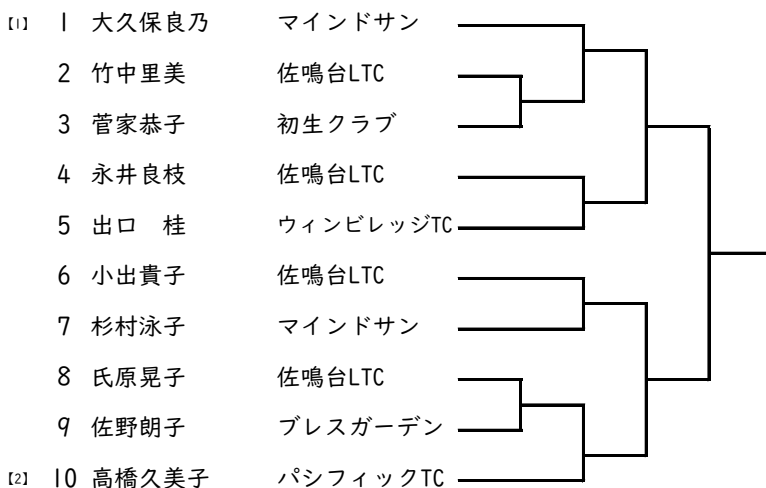 [1] 1 大久保良乃 マインドサン
2 竹中里美 佐鳴台LTC
3 菅家恭子 初生クラブ
4 永井良枝 佐鳴台LTC
5 出口　桂 ウィンビレッジTC
6 小出貴子 佐鳴台LTC
7 杉村泳子 マインドサン
8 氏原晃子 佐鳴台LTC
9 佐野朗子 ブレスガーデン
[2] 10 高橋久美子 パシフィックTC